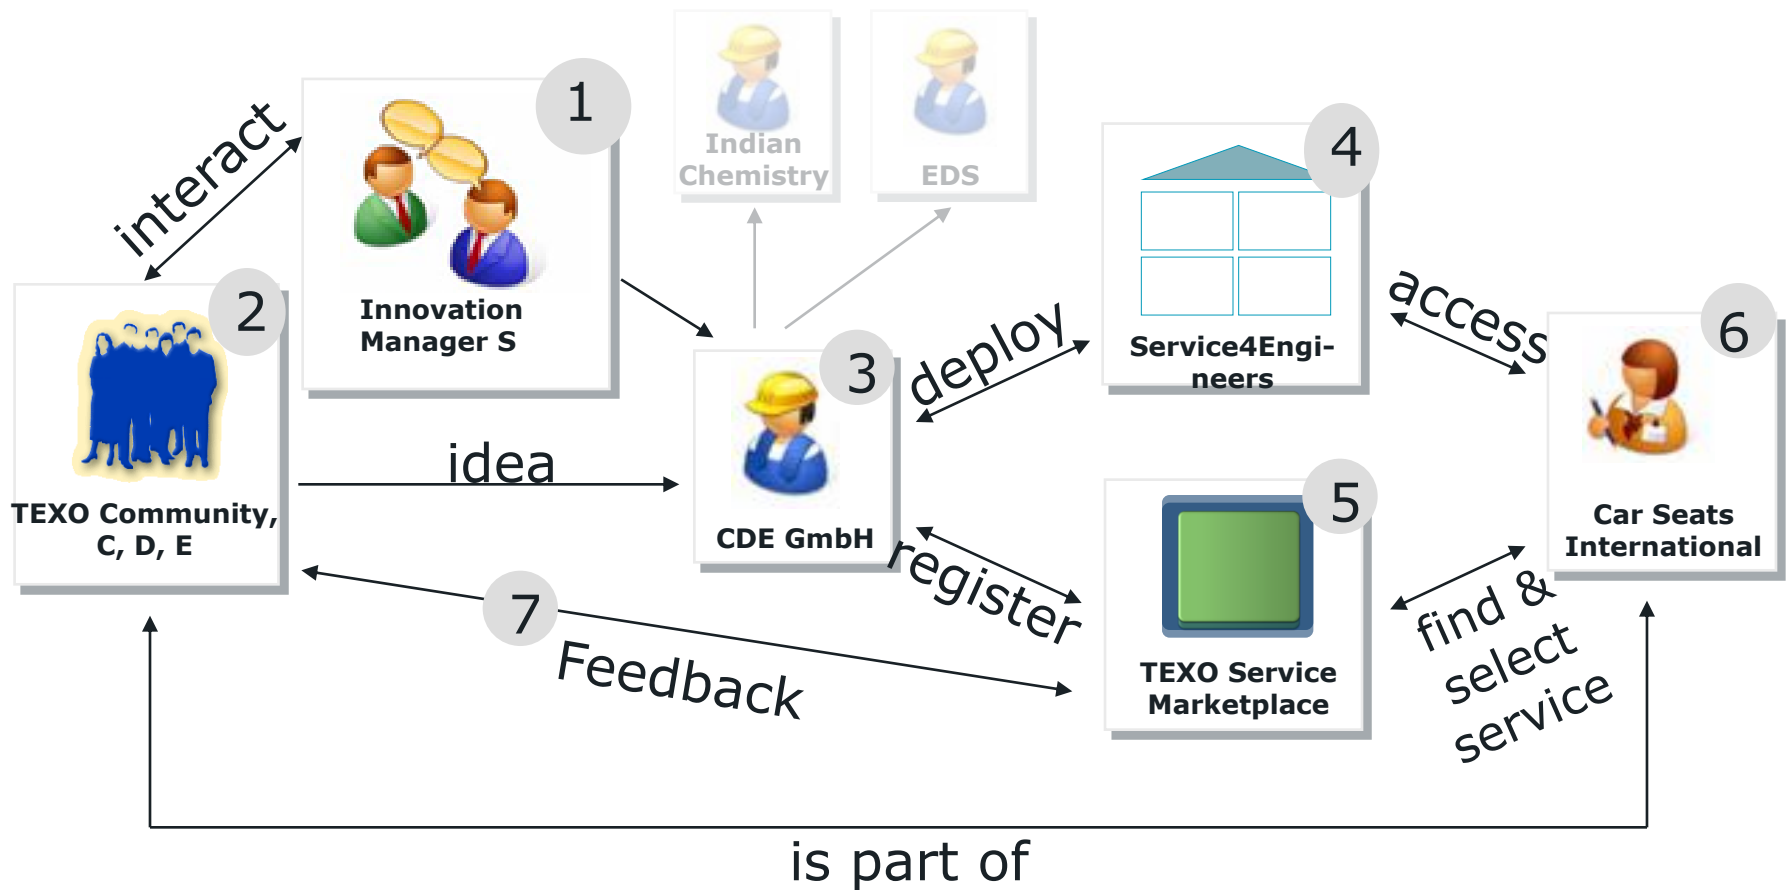 Indian
Chemistry
EDS
1
Innovation
Manager S
interact
2
TEXO Community,
C, D, E
idea
3
CDE GmbH
deploy
4
Service4Engi-
neers
access
6
Car Seats
International
register
5
TEXO Service
Marketplace
find &
select
service
7
Feedback
is part of